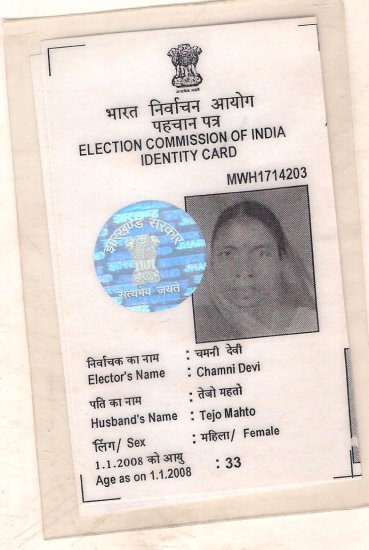 भारत निर्वाचन आयोग
पहचान पत्र
ELECTION COMMISSION OF INDIA
IDENTITY CARD
MWH1714203
झारखण्ड सरकार
सत्यमेव जयते
निर्वाचक का नाम : चमनी देवी
Elector's Name : Chamni Devi
पति का नाम : तेजो महतो
Husband's Name : Tejo Mahto
लिंग/ Sex : महिला/ Female
1.1.2008 को आयु : 33
Age as on 1.1.2008